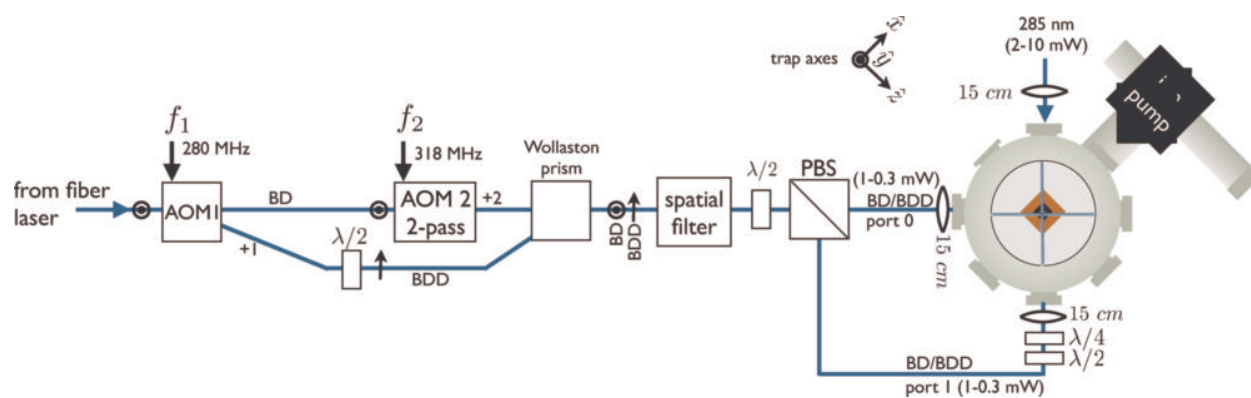 285 nm
(2-10 mW)
x̂
trap axes
ŷ
ẑ
15 cm
pump
f₁
f₂
280 MHz
318 MHz
Wollaston
prism
from fiber
laser
AOM1
BD
AOM 2
2-pass
+2
+1
λ/2
BDD
BD
BDD
spatial
filter
λ/2
PBS
(1-0.3 mW)
BD/BDD
port 0
15 cm
15 cm
λ/4
λ/2
BD/BDD
port 1 (1-0.3 mW)